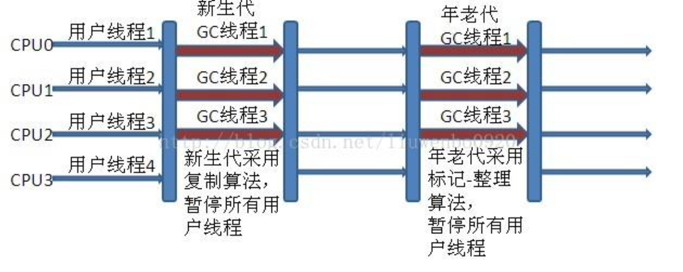 新生代
年老代
CPU0 用户线程1 GC线程1 GC线程1
CPU1 用户线程2 GC线程2 GC线程2
CPU2 用户线程3 GC线程3 GC线程3
http://blog.csdn.net/liuwenbo0920
CPU3 用户线程4
新生代采用
复制算法，
暂停所有用
户线程
年老代采用
标记-整理
算法，
暂停所有用
户线程